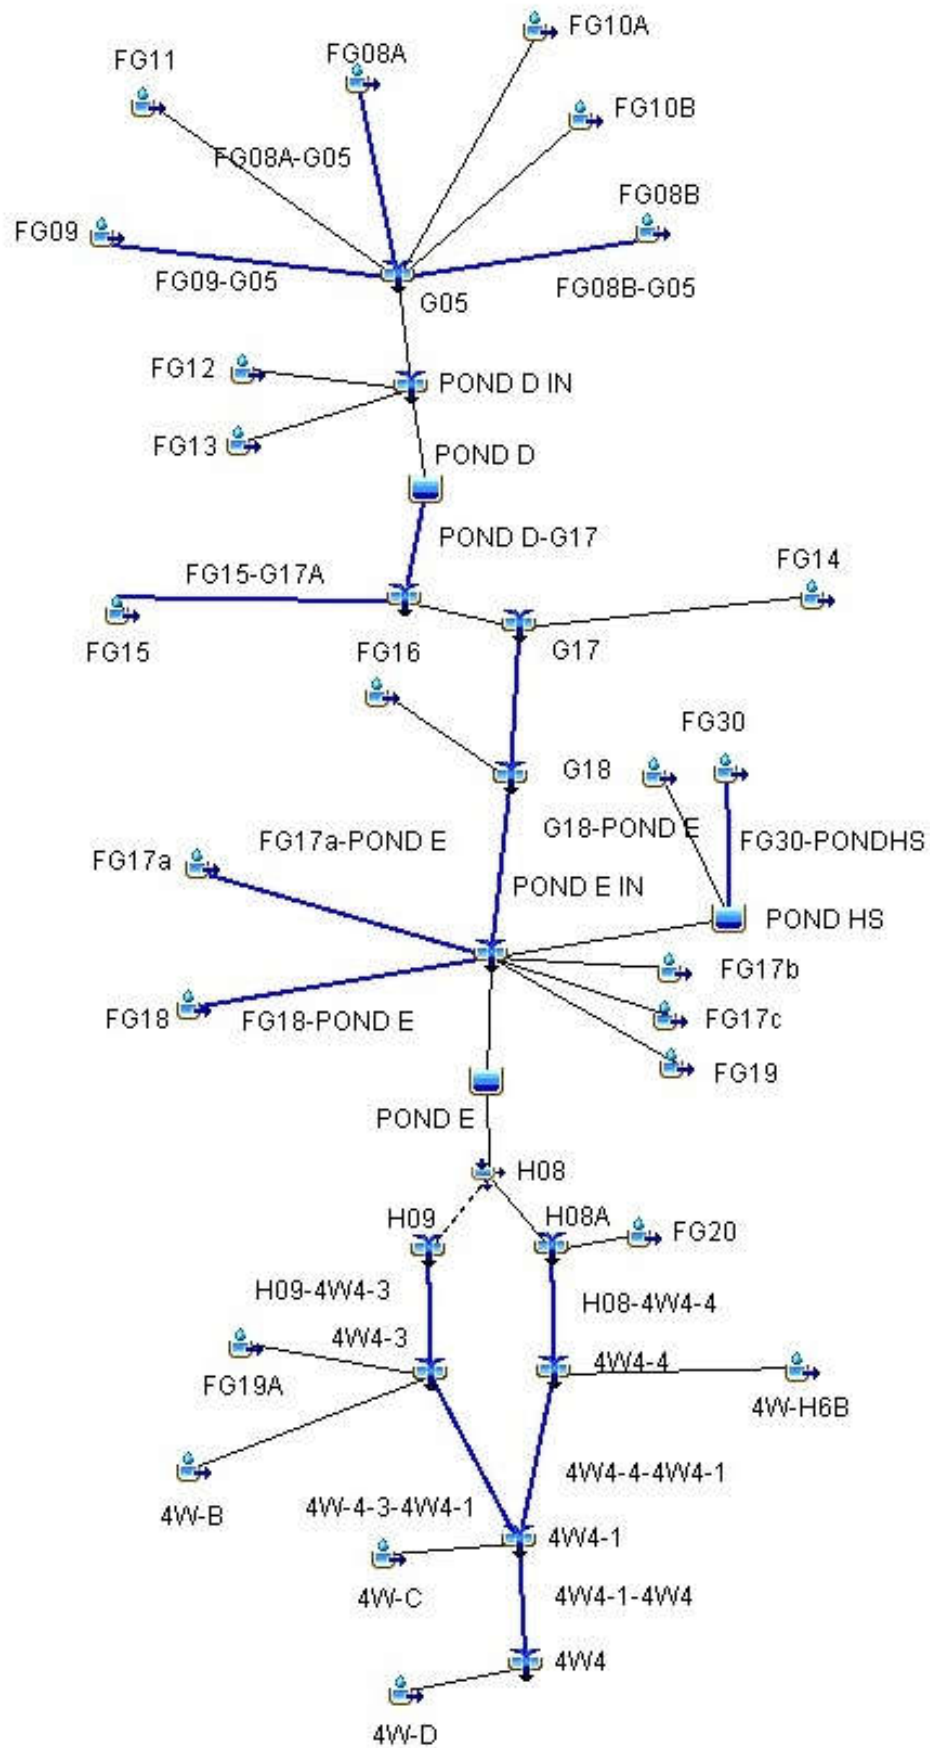 FG10A
FG08A
FG11
FG10B
FG08A-G05
FG08B
FG09
FG09-G05
FG08B-G05
G05
FG12
POND D IN
FG13
POND D
POND D-G17
FG14
FG15-G17A
FG15
FG16
G17
FG30
G18
G18-POND E
FG30-PONDHS
FG17a-POND E
FG17a
POND E IN
POND HS
FG17b
FG18
FG18-POND E
FG17c
FG19
POND E
H08
H09
H08A
FG20
H09-4W4-3
H08-4W4-4
4W4-3
4W4-4
FG19A
4W-H6B
4W4-4-4W4-1
4W-4-3-4W4-1
4W-B
4W4-1
4W-C
4W4-1-4W4
4W4
4W-D